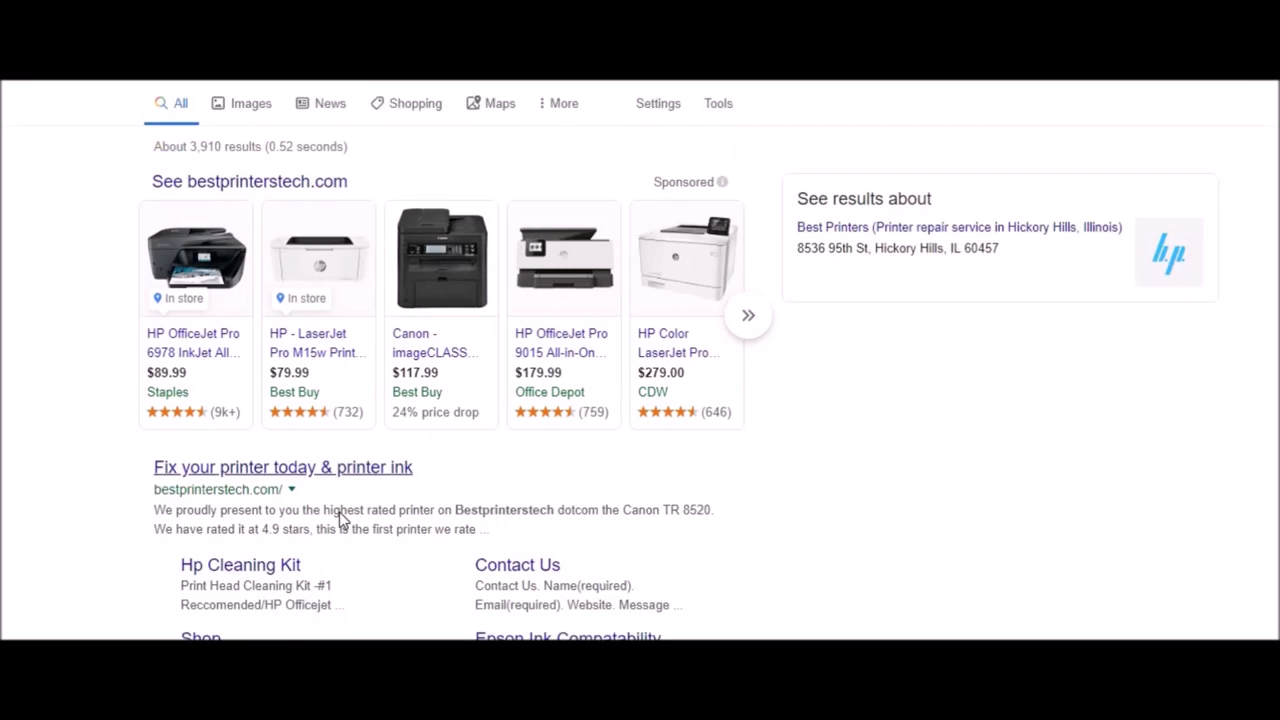 All Images News Shopping Maps More Settings Tools
About 3,910 results (0.52 seconds)
See bestprinterstech.com
Sponsored
In store
In store
HP OfficeJet Pro
6978 InkJet All...
$89.99
Staples
(9k+)
HP - LaserJet
Pro M15w Print...
$79.99
Best Buy
(732)
Canon -
imageCLASS...
$117.99
Best Buy
24% price drop
HP OfficeJet Pro
9015 All-in-On...
$179.99
Office Depot
(759)
HP Color
LaserJet Pro...
$279.00
CDW
(646)
See results about
Best Printers (Printer repair service in Hickory Hills, Illinois)
8536 95th St, Hickory Hills, IL 60457
h.p.
Fix your printer today & printer ink
bestprinterstech.com/
We proudly present to you the highest rated printer on Bestprinterstech dotcom the Canon TR 8520.
We have rated it at 4.9 stars, this is the first printer we rate ...
Hp Cleaning Kit
Print Head Cleaning Kit -#1
Reccomended/HP Officejet ...
Contact Us
Contact Us. Name(required).
Email(required). Website. Message ...
Shop
Epson Ink Compatability